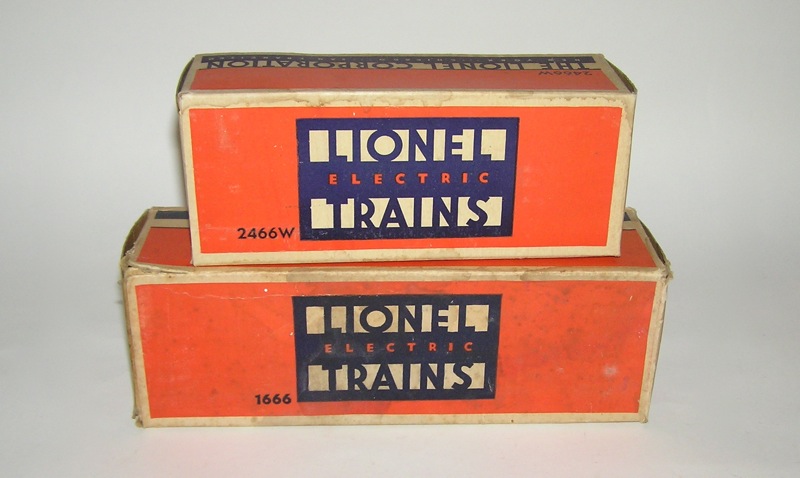 THE LIONEL CORPORATION
2466W
LIONEL
ELECTRIC
TRAINS
2466W
LIONEL
ELECTRIC
TRAINS
1666